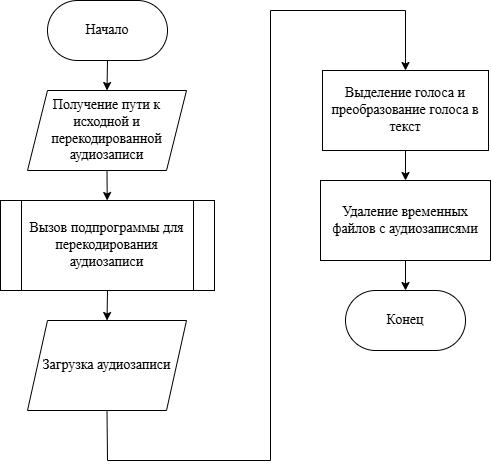 Начало
Получение пути к
исходной и
перекодированной
аудиозаписи
Вызов подпрограммы для
перекодирования
аудиозаписи
Загрузка аудиозаписи
Выделение голоса и
преобразование голоса в
текст
Удаление временных
файлов с аудиозаписями
Конец